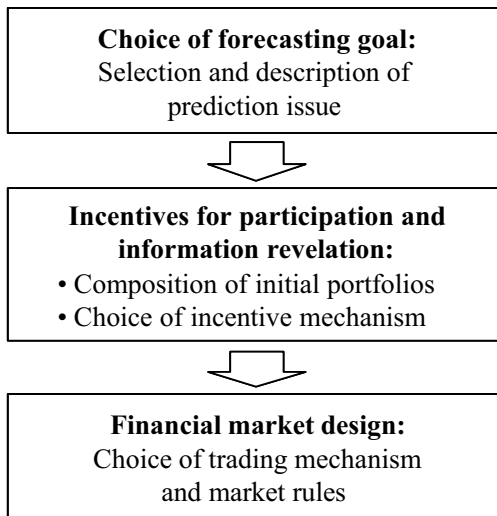 Choice of forecasting goal:
Selection and description of
prediction issue
Incentives for participation and
information revelation:
• Composition of initial portfolios
• Choice of incentive mechanism
Financial market design:
Choice of trading mechanism
and market rules